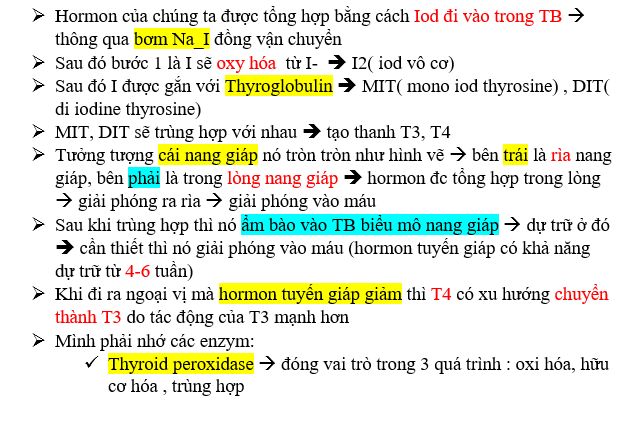 ➢ Hormon của chúng ta được tổng hợp bằng cách Iod đi vào trong TB →
thông qua bơm Na_I đồng vận chuyển
➢ Sau đó bước 1 là I sẽ oxy hóa từ I- ➔ I2( iod vô cơ)
➢ Sau đó I được gắn với Thyroglobulin ➔ MIT( mono iod thyrosine) , DIT(
di iodine thyrosine)
➢ MIT, DIT sẽ trùng hợp với nhau ➔ tạo thanh T3, T4
➢ Tưởng tượng cái nang giáp nó tròn tròn như hình vẽ → bên trái là rìa nang
giáp, bên phải là trong lòng nang giáp ➔ hormon đc tổng hợp trong lòng
→ giải phóng ra rìa → giải phóng vào máu
➢ Sau khi trùng hợp thì nó ẩm bào vào TB biểu mô nang giáp → dự trữ ở đó
➔ cần thiết thì nó giải phóng vào máu (hormon tuyến giáp có khả năng
dự trữ từ 4-6 tuần)
➢ Khi đi ra ngoại vị mà hormon tuyến giáp giảm thì T4 có xu hướng chuyển
thành T3 do tác động của T3 mạnh hơn
➢ Mình phải nhớ các enzym:
✓ Thyroid peroxidase → đóng vai trò trong 3 quá trình : oxi hóa, hữu
cơ hóa , trùng hợp